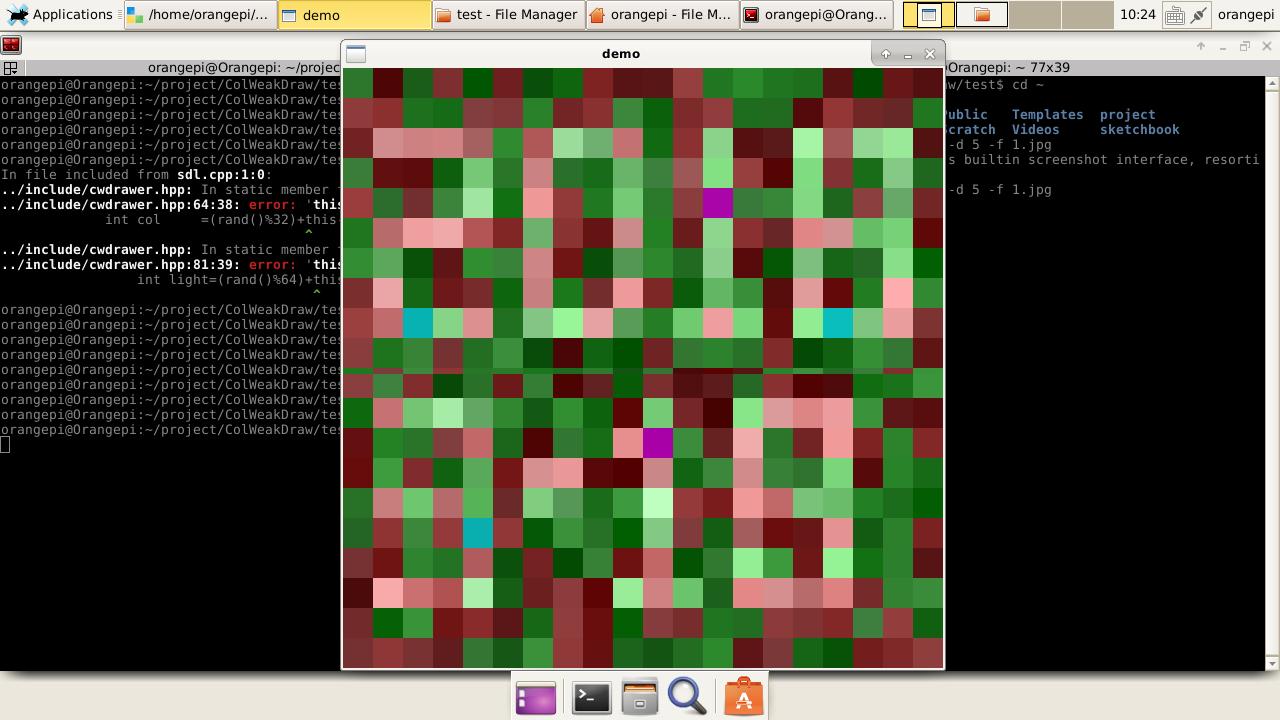 Applications
/home/orangepi/...
demo
test - File Manager
orangepi - File M...
orangepi@Orang...
10:24
orangepi
demo
orangepi@Orangepi: ~/projec
Orangepi: ~ 77x39
orangepi@Orangepi:~/project/ColWeakDraw/tes
orangepi@Orangepi:~/project/ColWeakDraw/tes
orangepi@Orangepi:~/project/ColWeakDraw/tes
orangepi@Orangepi:~/project/ColWeakDraw/tes
orangepi@Orangepi:~/project/ColWeakDraw/tes
orangepi@Orangepi:~/project/ColWeakDraw/tes
In file included from sdl.cpp:1:0:
../include/cwdrawer.hpp: In static member
../include/cwdrawer.hpp:64:38: error: 'this
int col    =(rand()%32)+this
^
../include/cwdrawer.hpp: In static member
../include/cwdrawer.hpp:81:39: error: 'this
int light=(rand()%64)+this
^
orangepi@Orangepi:~/project/ColWeakDraw/tes
orangepi@Orangepi:~/project/ColWeakDraw/tes
orangepi@Orangepi:~/project/ColWeakDraw/tes
orangepi@Orangepi:~/project/ColWeakDraw/tes
orangepi@Orangepi:~/project/ColWeakDraw/tes
orangepi@Orangepi:~/project/ColWeakDraw/tes
orangepi@Orangepi:~/project/ColWeakDraw/tes
orangepi@Orangepi:~/project/ColWeakDraw/tes
orangepi@Orangepi:~/project/ColWeakDraw/tes
w/test$ cd ~
Public   Templates  project
Scratch  Videos     sketchbook
-d 5 -f 1.jpg
s builtin screenshot interface, resorti
-d 5 -f 1.jpg